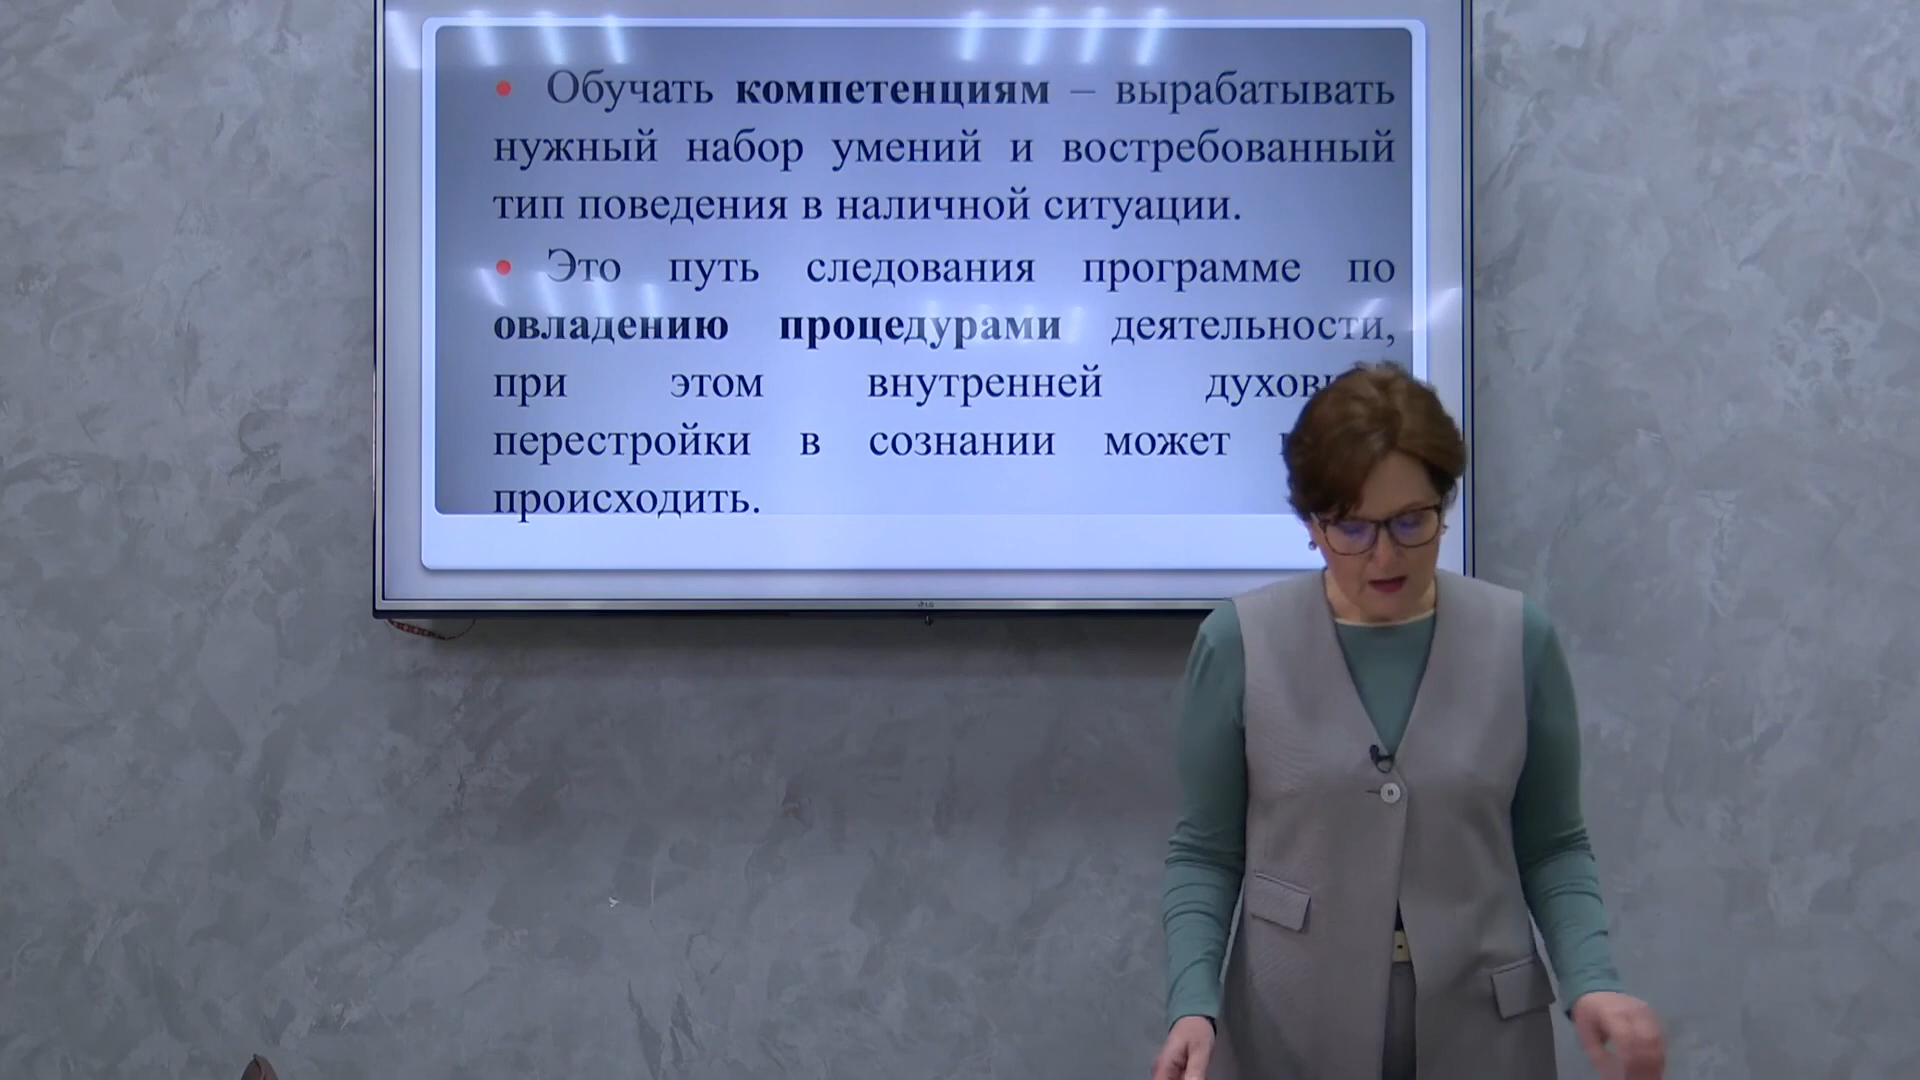 Обучать компетенциям – вырабатывать
нужный набор умений и востребованный
тип поведения в наличной ситуации.
Это путь следования программе по
овладению процедурами деятельности,
при этом внутренней
перестройки в сознании может
происходить.
LG